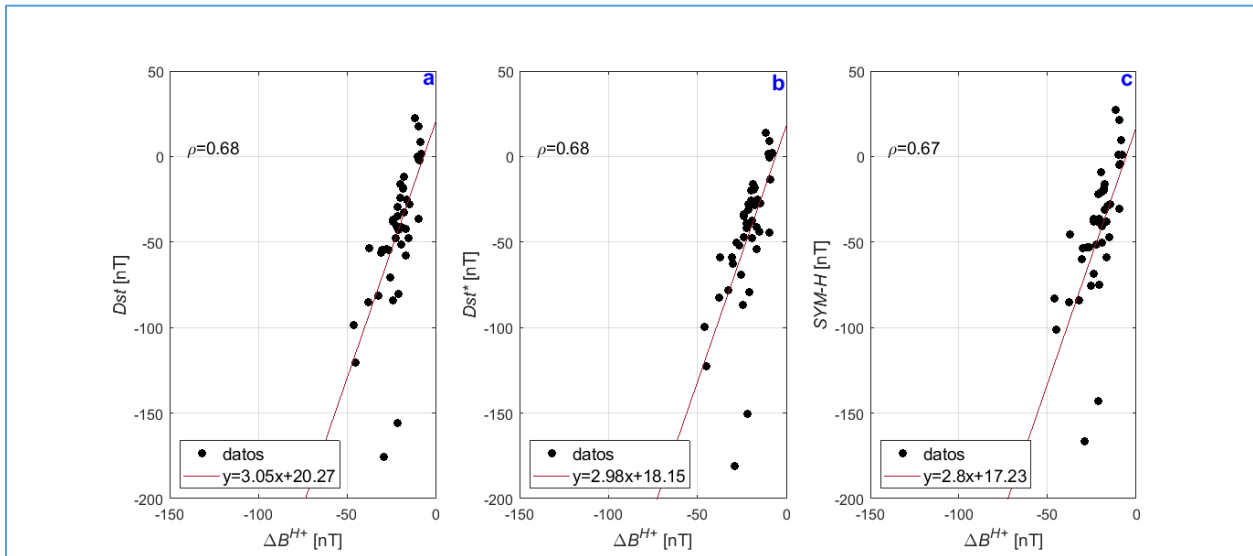 a
b
c
50
0
-50
-100
-150
-200
Dst [nT]
ρ=0.68
datos
y=3.05x+20.27
-150
-100
-50
0
ΔB^{H+} [nT]
50
0
-50
-100
-150
-200
Dst* [nT]
ρ=0.68
datos
y=2.98x+18.15
-150
-100
-50
0
ΔB^{H+} [nT]
50
0
-50
-100
-150
-200
SYM-H [nT]
ρ=0.67
datos
y=2.8x+17.23
-150
-100
-50
0
ΔB^{H+} [nT]